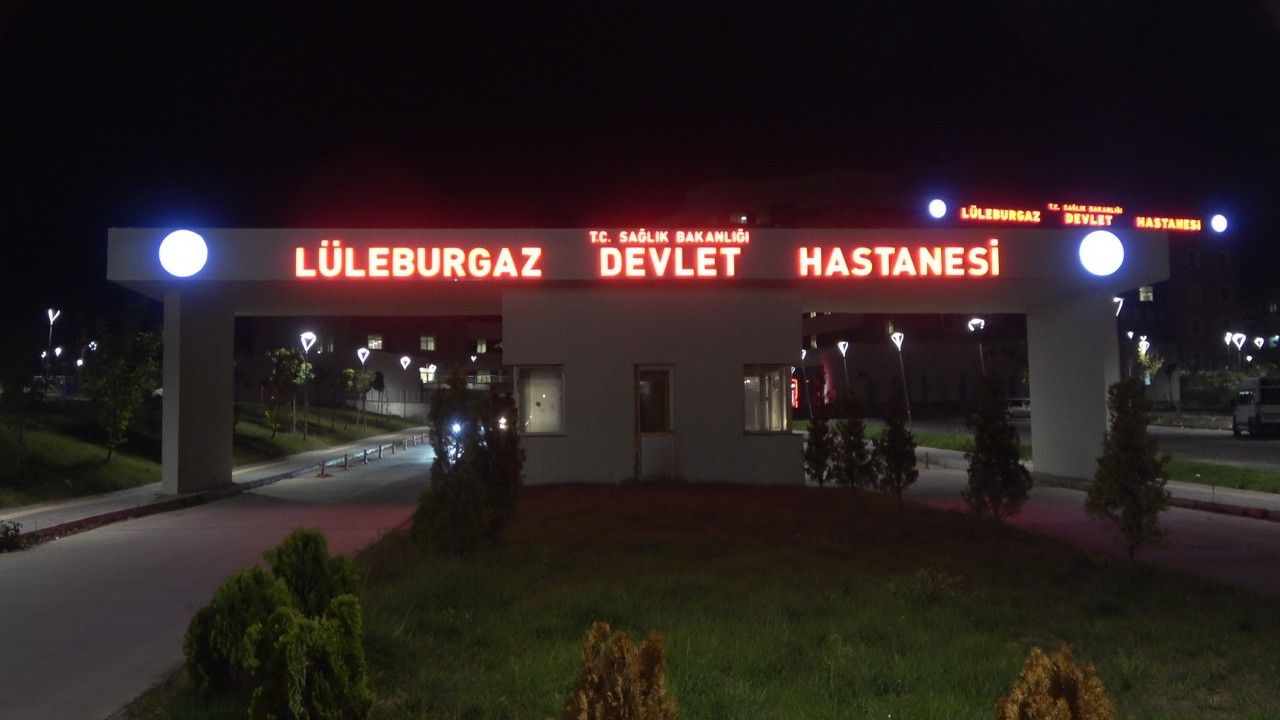 T.C. SAĞLIK BAKANLIĞI
LÜLEBURGAZ DEVLET HASTANESİ
T.C. SAĞLIK BAKANLIĞI
LÜLEBURGAZ DEVLET HASTANESİ